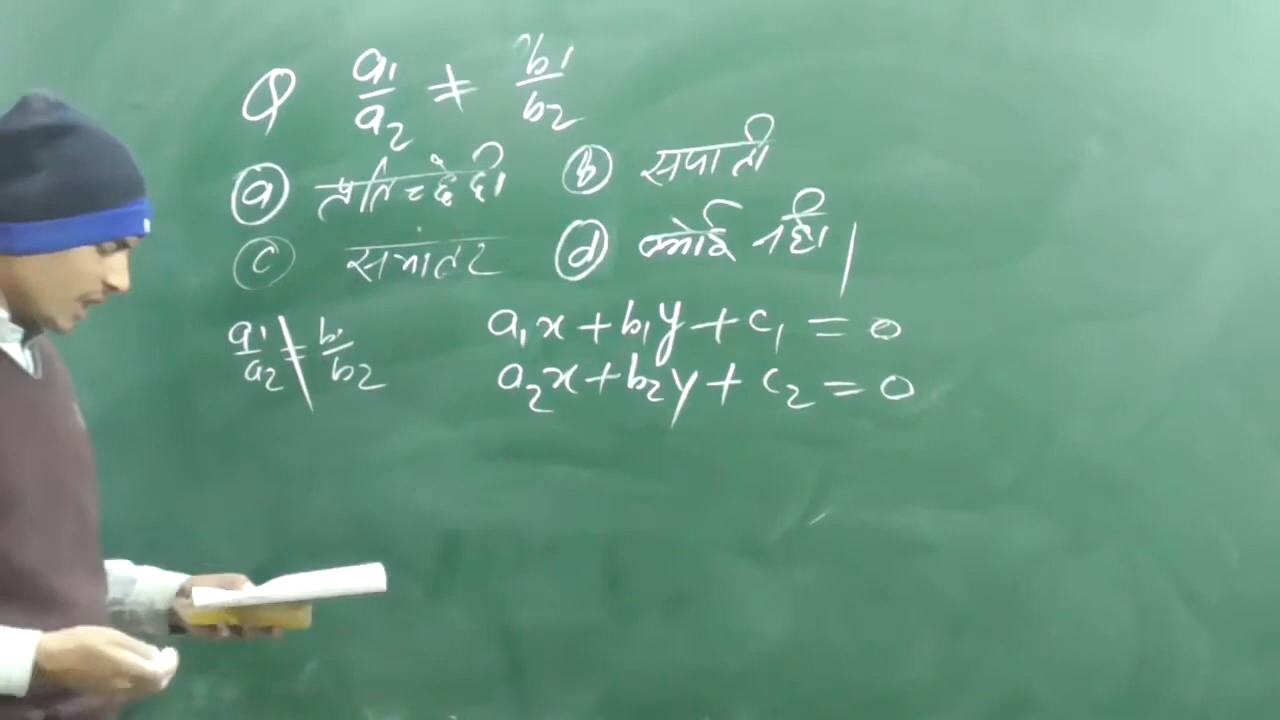 Q a₁/a₂ ≠ b₁/b₂
(a) प्रतिच्छेदी (b) सपाती
(c) समांतर (d) कोई नहीं |
a₁/a₂ ≠ b₁/b₂ a₁x + b₁y + c₁ = 0
a₂x + b₂y + c₂ = 0